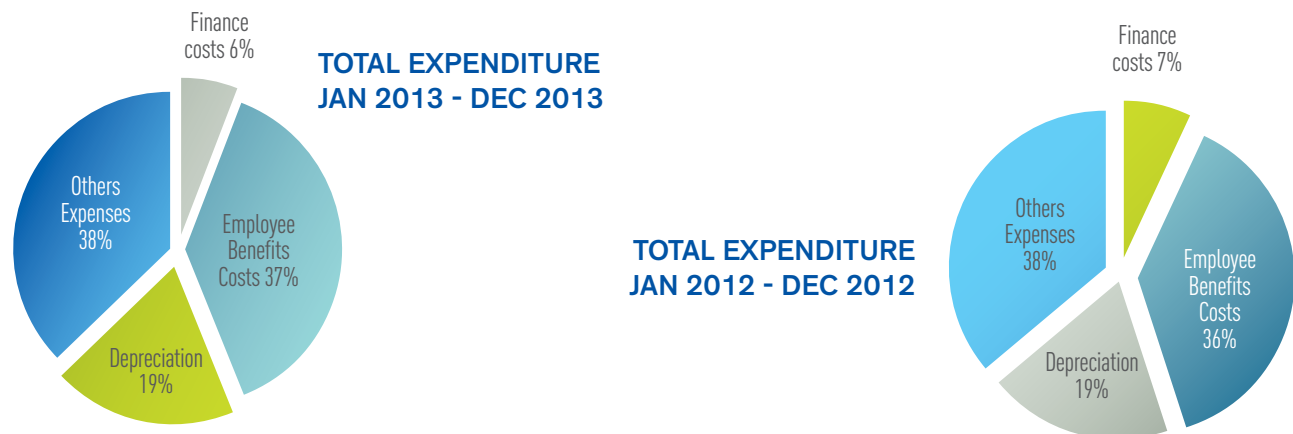 Finance
costs 6%
TOTAL EXPENDITURE
JAN 2013 - DEC 2013
Others
Expenses
38%
Employee
Benefits
Costs 37%
Depreciation
19%
Finance
costs 7%
TOTAL EXPENDITURE
JAN 2012 - DEC 2012
Others
Expenses
38%
Employee
Benefits
Costs
36%
Depreciation
19%